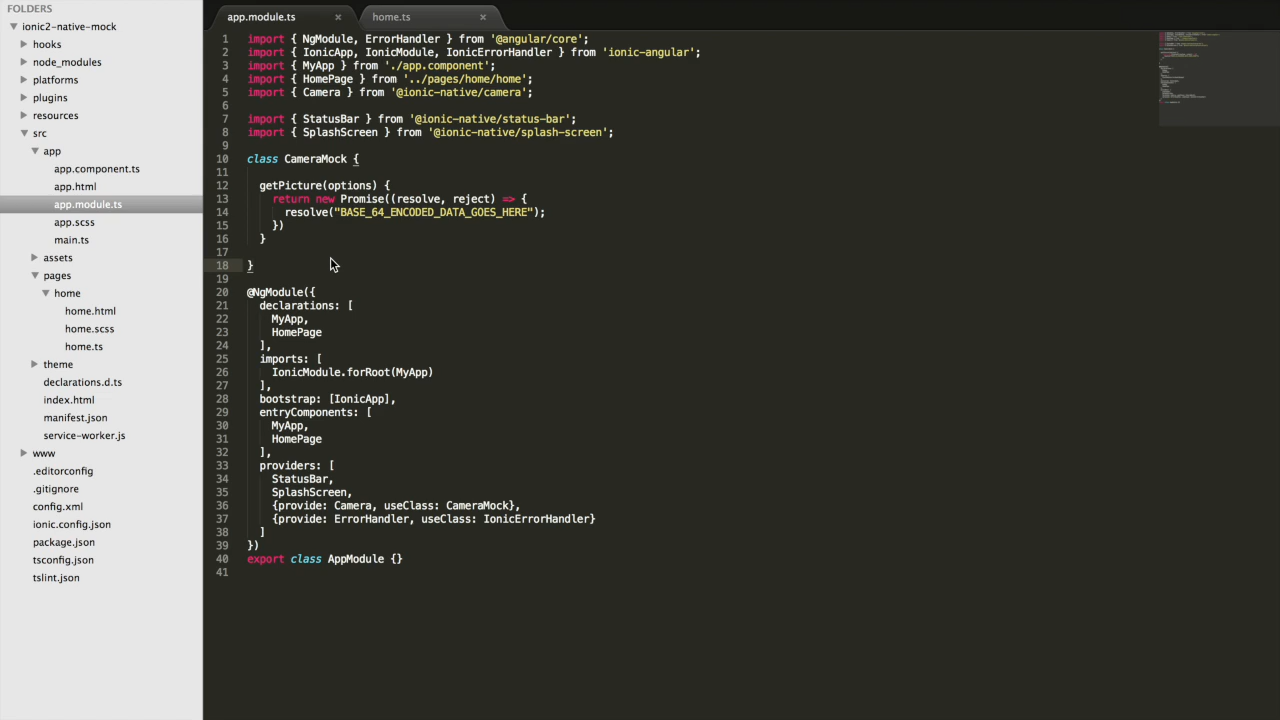 FOLDERS
ionic2-native-mock
hooks
node_modules
platforms
plugins
resources
src
app
app.component.ts
app.html
app.module.ts
app.scss
main.ts
assets
pages
home
home.html
home.scss
home.ts
theme
declarations.d.ts
index.html
manifest.json
service-worker.js
www
.editorconfig
.gitignore
config.xml
ionic.config.json
package.json
tsconfig.json
tslint.json
app.module.ts × home.ts ×
1 import { NgModule, ErrorHandler } from '@angular/core';
2 import { IonicApp, IonicModule, IonicErrorHandler } from 'ionic-angular';
3 import { MyApp } from './app.component';
4 import { HomePage } from '../pages/home/home';
5 import { Camera } from '@ionic-native/camera';
6
7 import { StatusBar } from '@ionic-native/status-bar';
8 import { SplashScreen } from '@ionic-native/splash-screen';
9
10 class CameraMock {
11
12 getPicture(options) {
13 return new Promise((resolve, reject) => {
14 resolve("BASE_64_ENCODED_DATA_GOES_HERE");
15 })
16 }
17
18 }
19
20 @NgModule({
21 declarations: [
22 MyApp,
23 HomePage
24 ],
25 imports: [
26 IonicModule.forRoot(MyApp)
27 ],
28 bootstrap: [IonicApp],
29 entryComponents: [
30 MyApp,
31 HomePage
32 ],
33 providers: [
34 StatusBar,
35 SplashScreen,
36 {provide: Camera, useClass: CameraMock},
37 {provide: ErrorHandler, useClass: IonicErrorHandler}
38 ]
39 })
40 export class AppModule {}
41